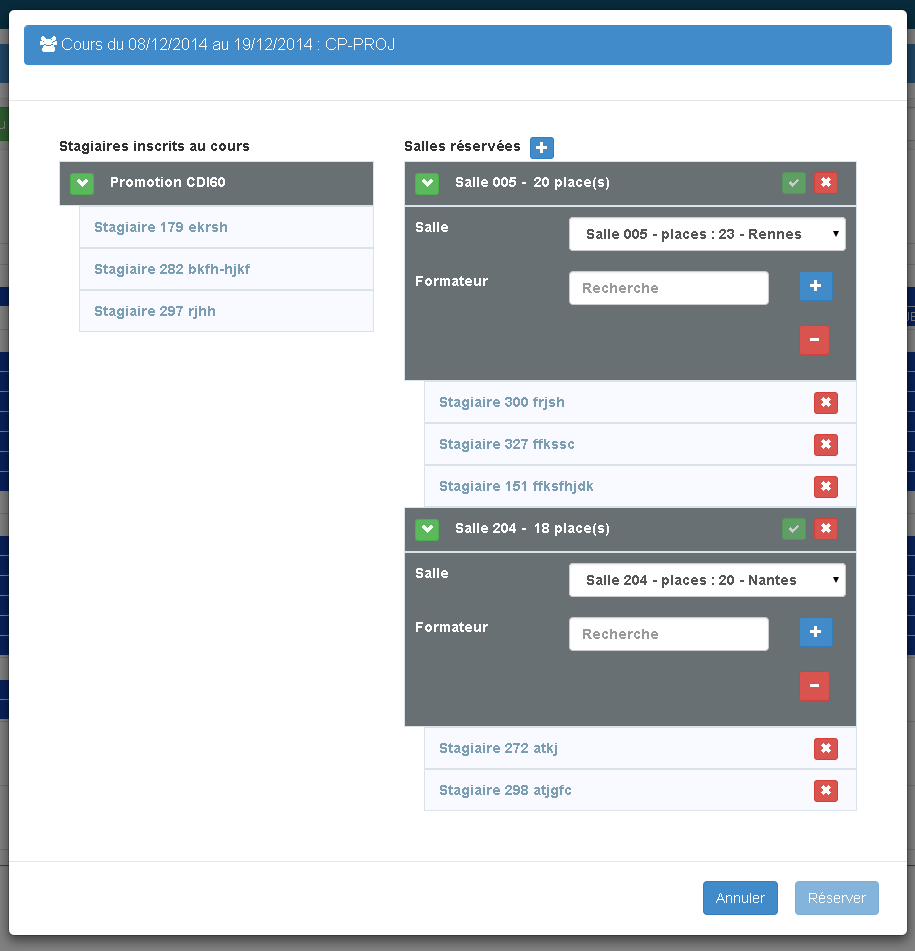 Cours du 08/12/2014 au 19/12/2014 : CP-PROJ
Stagiaires inscrits au cours
Promotion CDI60
Stagiaire 179 ekrsh
Stagiaire 282 bkfh-hjkf
Stagiaire 297 rjhh
Salles réservées
Salle 005 - 20 place(s)
Salle
Salle 005 - places : 23 - Rennes
Formateur
Recherche
Stagiaire 300 frjsh
Stagiaire 327 ffkssc
Stagiaire 151 ffksfhjdk
Salle 204 - 18 place(s)
Salle
Salle 204 - places : 20 - Nantes
Formateur
Recherche
Stagiaire 272 atkj
Stagiaire 298 atjgfc
Annuler
Réserver